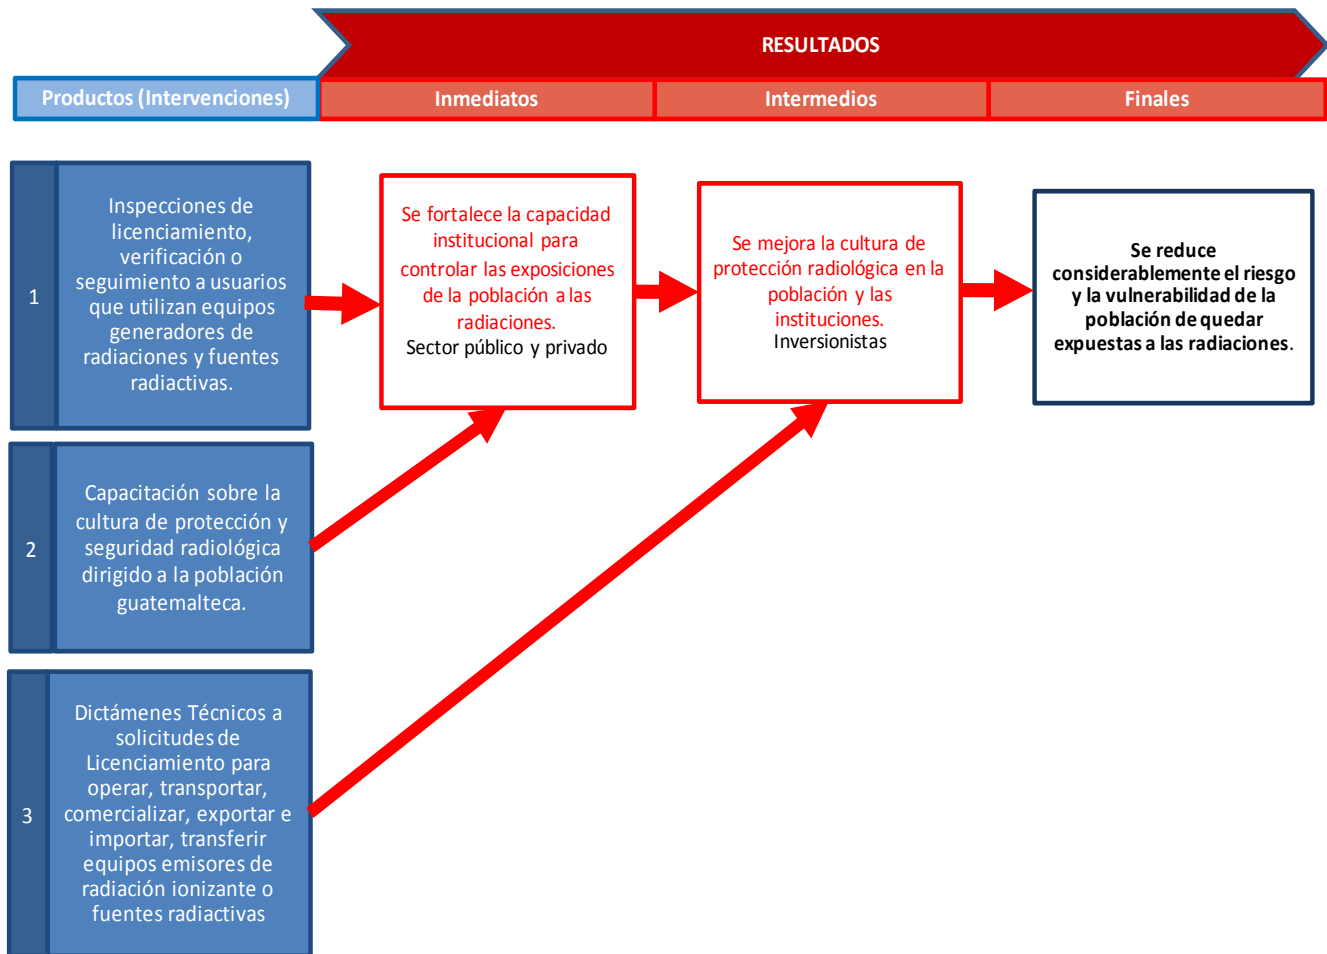 RESULTADOS
Productos (Intervenciones)
Inmediatos
Intermedios
Finales
1
Inspecciones de
licenciamiento,
verificación o
seguimiento a usuarios
que utilizan equipos
generadores de
radiaciones y fuentes
radiactivas.
Se fortalece la capacidad
institucional para
controlar las exposiciones
de la población a las
radiaciones.
Sector público y privado
Se mejora la cultura de
protección radiológica en la
población y las
instituciones.
Inversionistas
Se reduce
considerablemente el riesgo
y la vulnerabilidad de la
población de quedar
expuestas a las radiaciones.
2
Capacitación sobre la
cultura de protección y
seguridad radiológica
dirigido a la población
guatemalteca.
3
Dictámenes Técnicos a
solicitudes de
Licenciamiento para
operar, transportar,
comercializar, exportar e
importar, transferir
equipos emisores de
radiación ionizante o
fuentes radiactivas